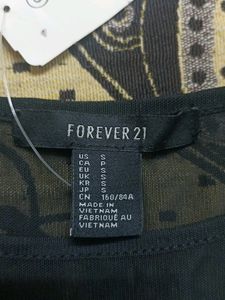 FOREVER 21
US S
CA P
EU S
UK S
KR S
JP S
CN 160/84A
MADE IN
VIETNAM
FABRIQUÉ AU
VIETNAM